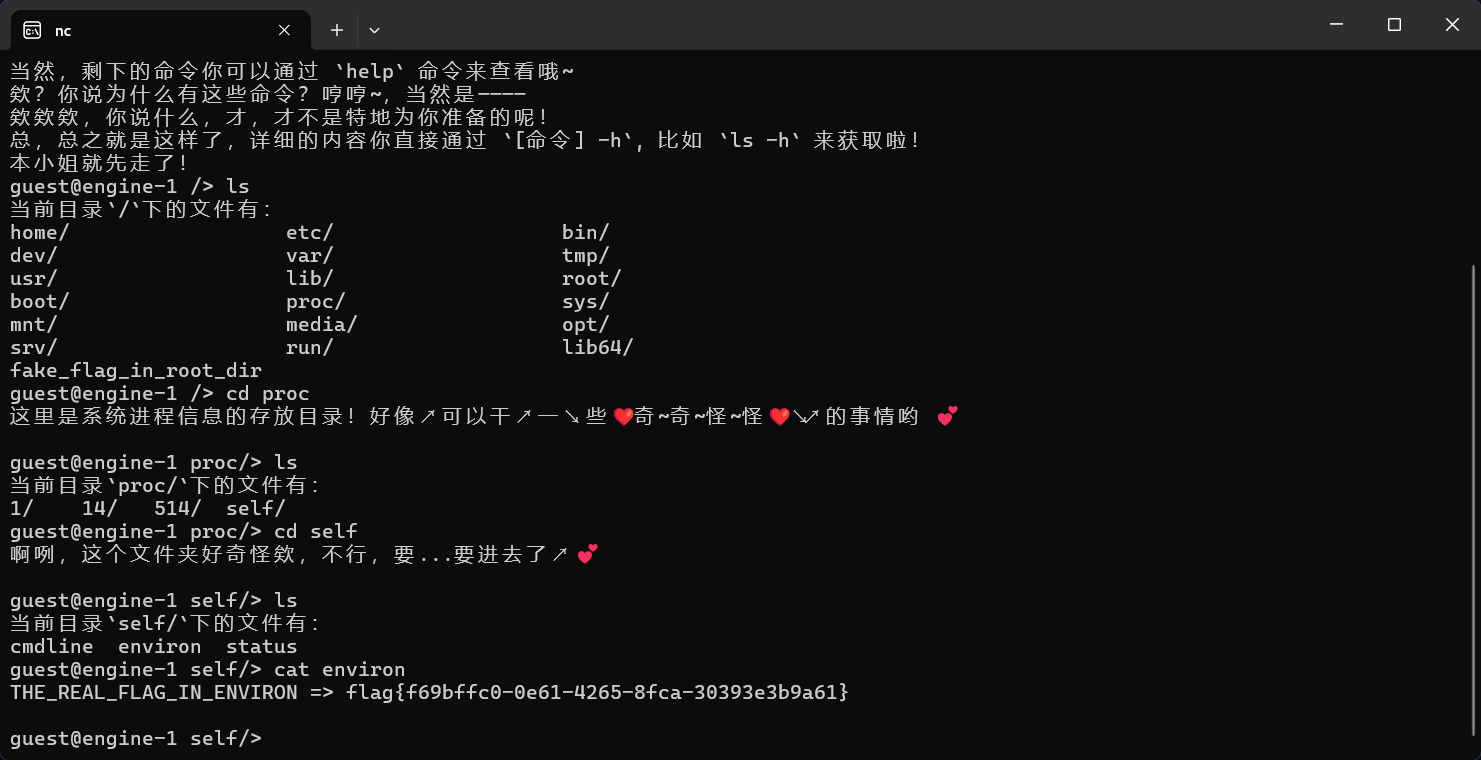 nc
当然，剩下的命令你可以通过 `help` 命令来查看哦~
欸？你说为什么有这些命令？哼哼~，当然是----
欸欸欸，你说什么，才，才不是特地为你准备的呢！
总，总之就是这样了，详细的内容你直接通过 `[命令] -h`，比如 `ls -h` 来获取啦！
本小姐就先走了！
guest@engine-1 /> ls
当前目录`/`下的文件有：
home/ etc/ bin/
dev/ var/ tmp/
usr/ lib/ root/
boot/ proc/ sys/
mnt/ media/ opt/
srv/ run/ lib64/
fake_flag_in_root_dir
guest@engine-1 /> cd proc
这里是系统进程信息的存放目录！好像↗可以干↗一↘些❤️奇~奇~怪~怪❤️↘↗的事情哟 💕
guest@engine-1 proc/> ls
当前目录`proc/`下的文件有：
1/ 14/ 514/ self/
guest@engine-1 proc/> cd self
啊咧，这个文件夹好奇怪欸，不行，要...要进去了↗💕
guest@engine-1 self/> ls
当前目录`self/`下的文件有：
cmdline environ status
guest@engine-1 self/> cat environ
THE_REAL_FLAG_IN_ENVIRON => flag{f69bffc0-0e61-4265-8fca-30393e3b9a61}
guest@engine-1 self/>